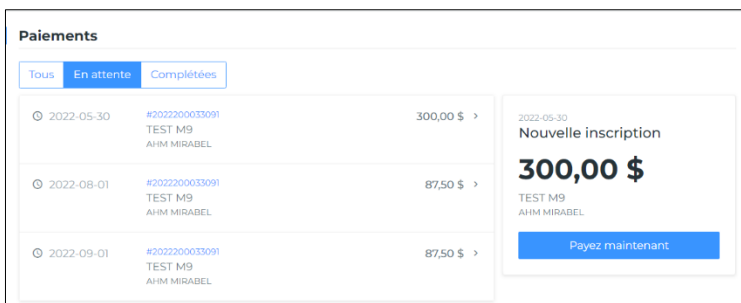 Paiements
Tous En attente Complétées
2022-05-30 #2022200033091 300,00 $ >
TEST M9
AHM MIRABEL
2022-08-01 #2022200033091 87,50 $ >
TEST M9
AHM MIRABEL
2022-09-01 #2022200033091 87,50 $ >
TEST M9
AHM MIRABEL
2022-05-30
Nouvelle inscription
300,00 $
TEST M9
AHM MIRABEL
Payez maintenant